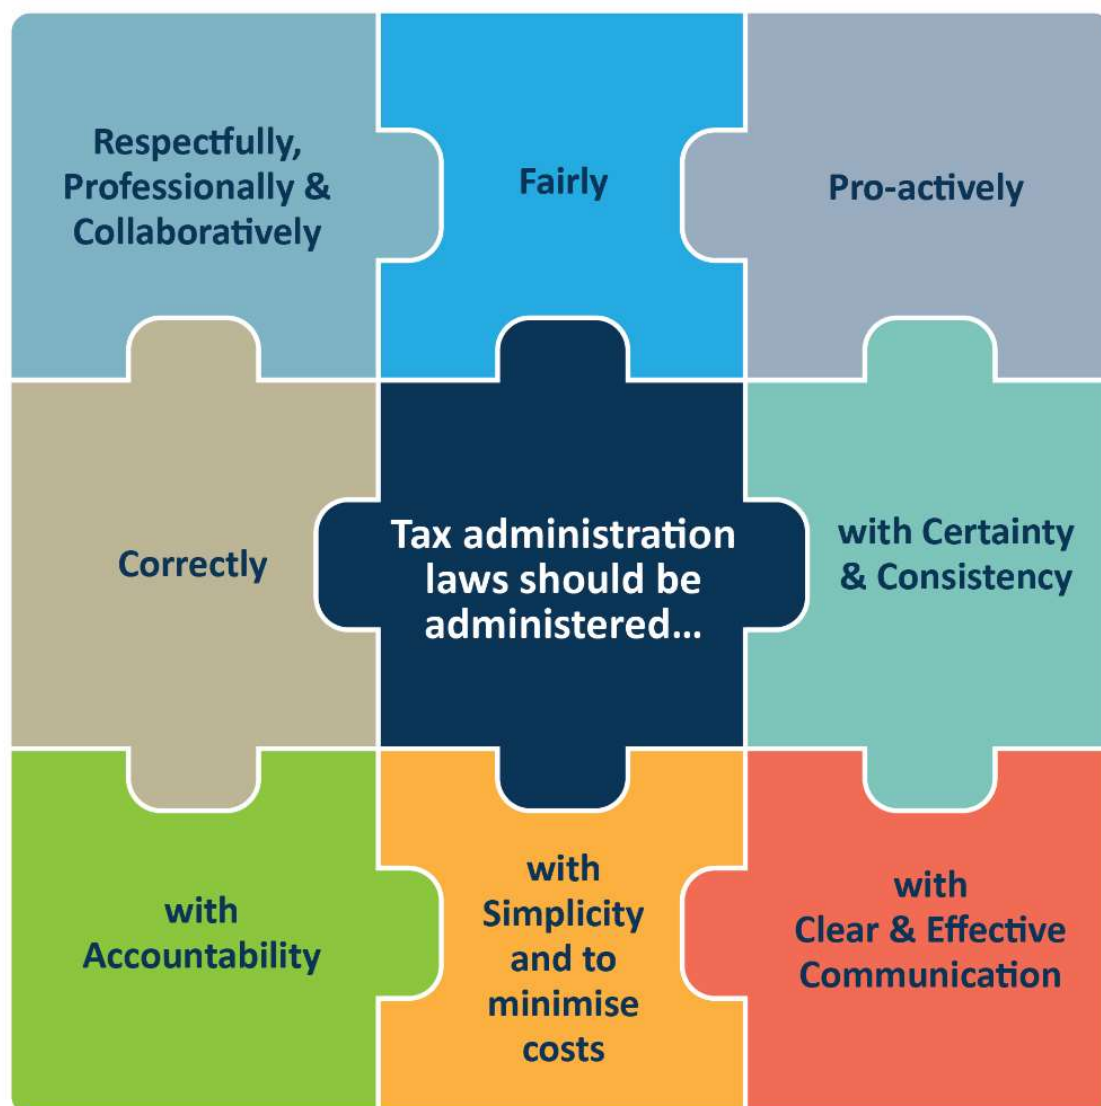 Respectfully,
Professionally &
Collaboratively
Fairly
Pro-actively
Correctly
Tax administration
laws should be
administered...
with Certainty
& Consistency
with
Accountability
with
Simplicity
and to
minimise
costs
with
Clear & Effective
Communication